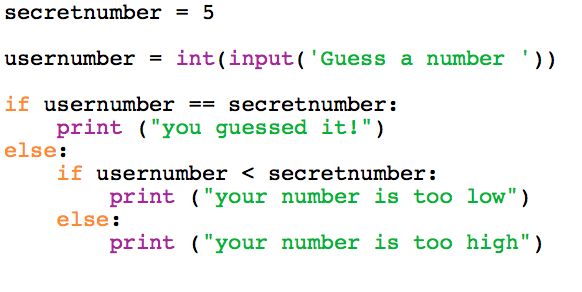 secretnumber = 5
usernumber = int(input('Guess a number '))
if usernumber == secretnumber:
    print ("you guessed it!")
else:
    if usernumber < secretnumber:
        print ("your number is too low")
    else:
        print ("your number is too high")